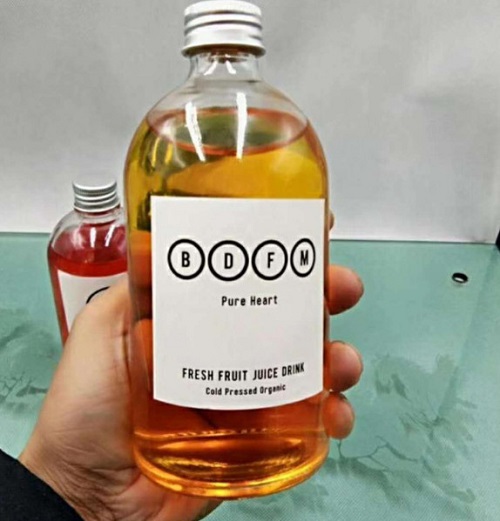 B D F M
Pure Heart
FRESH FRUIT JUICE DRINK
Cold Pressed Organic